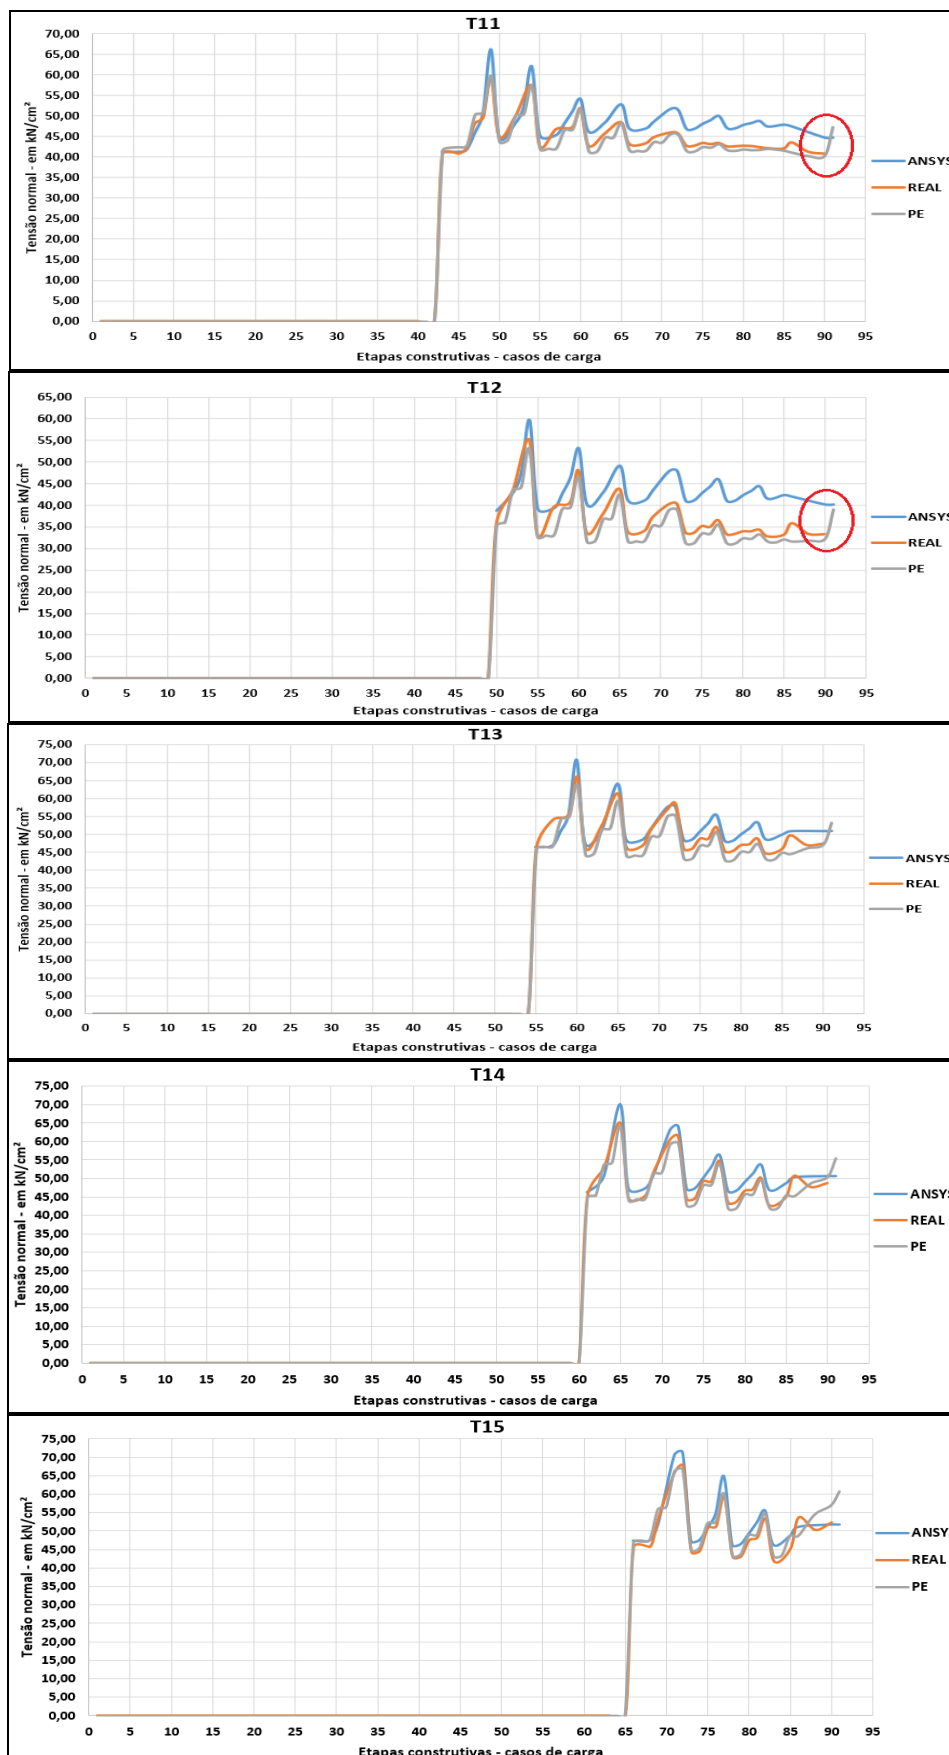 T11
70,00
65,00
60,00
55,00
50,00
45,00
40,00
35,00
30,00
25,00
20,00
15,00
10,00
5,00
0,00
Tensão normal - em kN/cm²
0 5 10 15 20 25 30 35 40 45 50 55 60 65 70 75 80 85 90 95
Etapas construtivas - casos de carga
ANSYS
REAL
PE
T12
65,00
60,00
55,00
50,00
45,00
40,00
35,00
30,00
25,00
20,00
15,00
10,00
5,00
0,00
Tensão normal - em kN/cm²
0 5 10 15 20 25 30 35 40 45 50 55 60 65 70 75 80 85 90 95
Etapas construtivas - casos de carga
ANSYS
REAL
PE
T13
75,00
70,00
65,00
60,00
55,00
50,00
45,00
40,00
35,00
30,00
25,00
20,00
15,00
10,00
5,00
0,00
Tensão normal - em kN/cm²
0 5 10 15 20 25 30 35 40 45 50 55 60 65 70 75 80 85 90 95
Etapas construtivas - casos de carga
ANSYS
REAL
PE
T14
75,00
70,00
65,00
60,00
55,00
50,00
45,00
40,00
35,00
30,00
25,00
20,00
15,00
10,00
5,00
0,00
Tensão normal - em kN/cm²
0 5 10 15 20 25 30 35 40 45 50 55 60 65 70 75 80 85 90 95
Etapas construtivas - casos de carga
ANSYS
REAL
PE
T15
75,00
70,00
65,00
60,00
55,00
50,00
45,00
40,00
35,00
30,00
25,00
20,00
15,00
10,00
5,00
0,00
Tensão normal - em kN/cm²
0 5 10 15 20 25 30 35 40 45 50 55 60 65 70 75 80 85 90 95
Etapas construtivas - casos de carga
ANSYS
REAL
PE